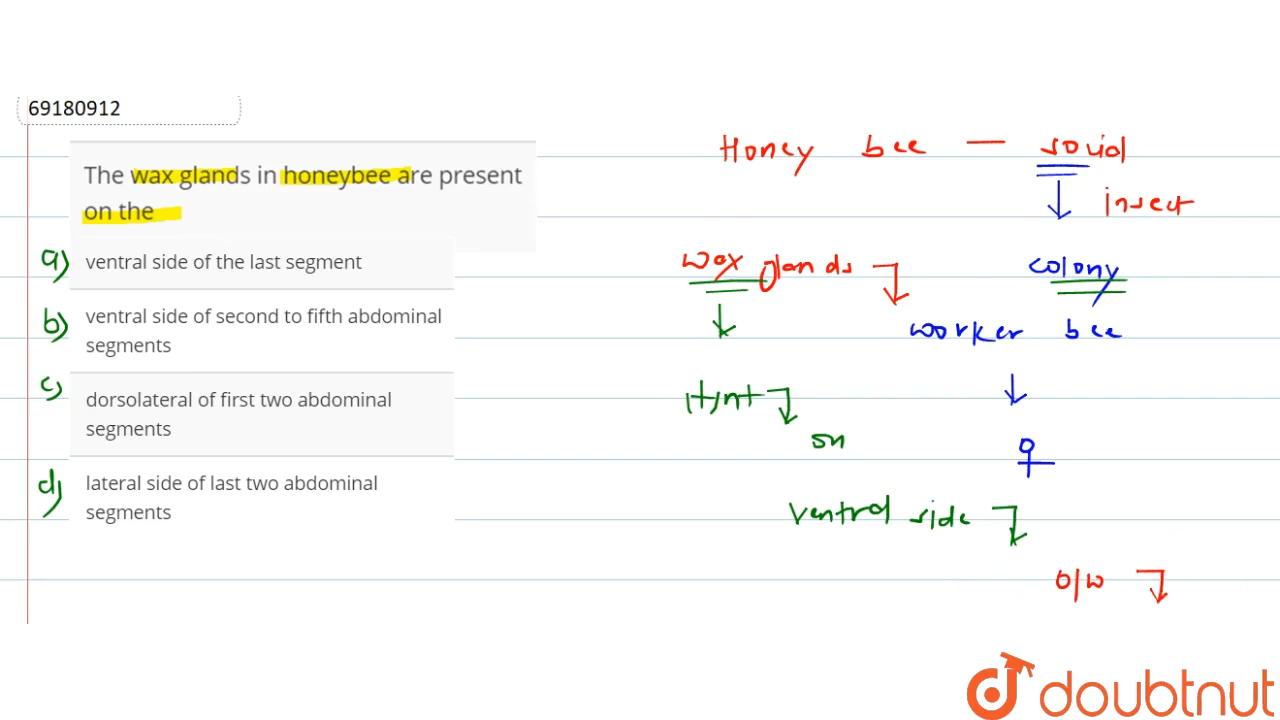 69180912
The wax glands in honeybee are present
on the
a) ventral side of the last segment
b) ventral side of second to fifth abdominal
segments
c) dorsolateral of first two abdominal
segments
d) lateral side of last two abdominal
segments
Honey bee — social
insect
wax glands
colony
worker bee
♀
on
ventral side
b/w
doubtnut